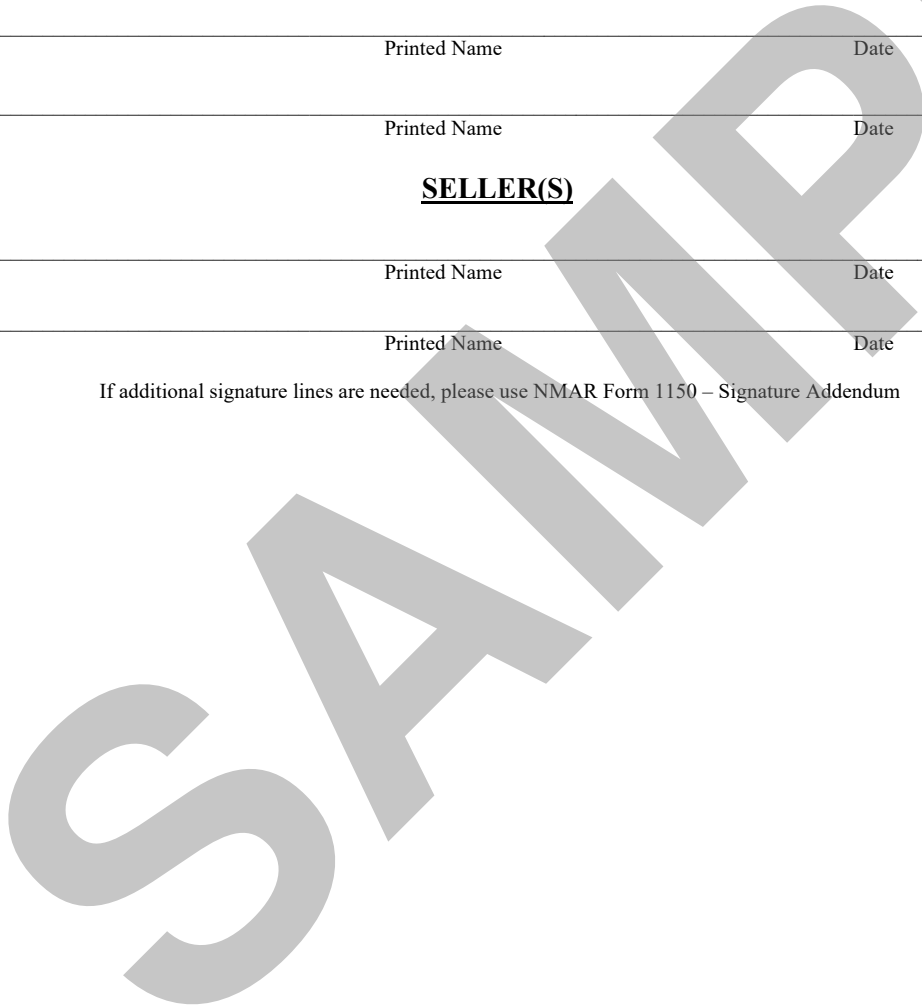 Printed Name Date
Printed Name Date
SELLER(S)
Printed Name Date
Printed Name Date
If additional signature lines are needed, please use NMAR Form 1150 – Signature Addendum
SAMP